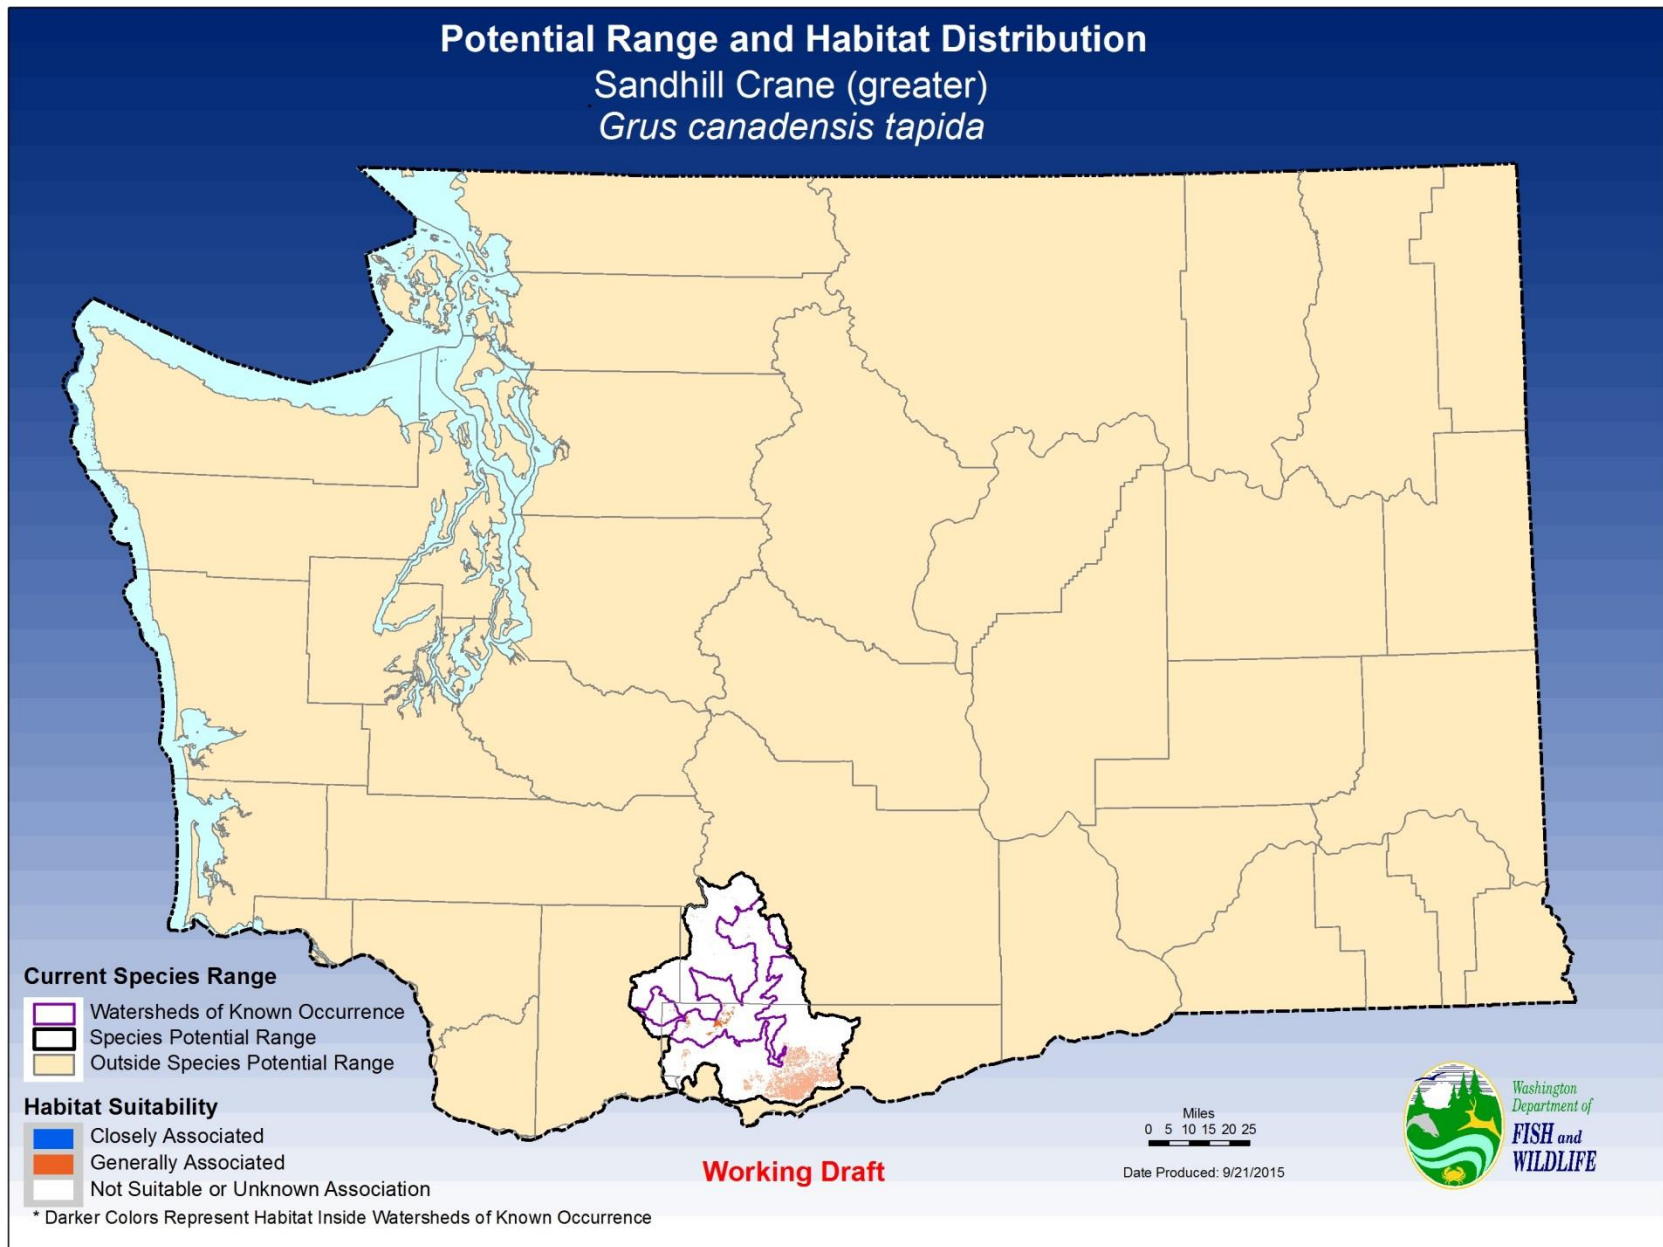 Potential Range and Habitat Distribution
Sandhill Crane (greater)
Grus canadensis tapida
Current Species Range
Watersheds of Known Occurrence
Species Potential Range
Outside Species Potential Range
Habitat Suitability
Closely Associated
Generally Associated
Not Suitable or Unknown Association
* Darker Colors Represent Habitat Inside Watersheds of Known Occurrence
Working Draft
Miles
0 5 10 15 20 25
Date Produced: 9/21/2015
Washington
Department of
FISH and
WILDLIFE